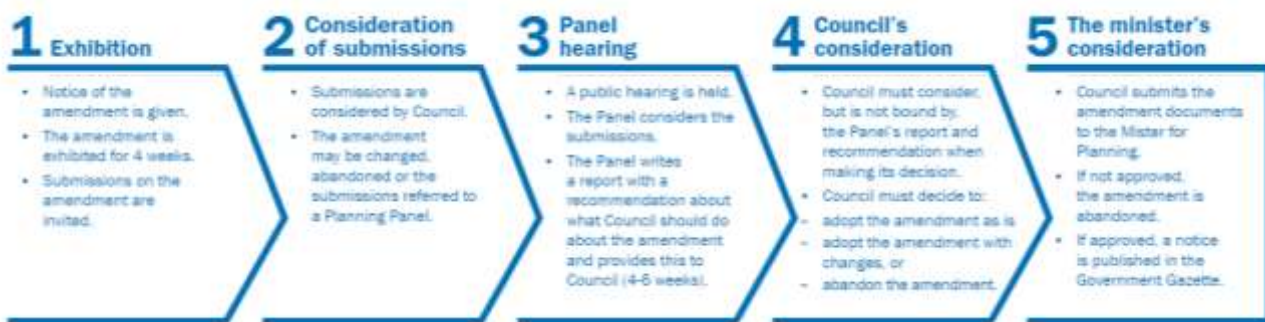 1 Exhibition
• Notice of the
amendment is given.
• The amendment is
exhibited for 4 weeks.
• Submissions on the
amendment are
invited.
2 Consideration
of submissions
• Submissions are
considered by Council.
• The amendment
may be changed,
abandoned or the
submissions referred to
a Planning Panel.
3 Panel
hearing
• A public hearing is held.
• The Panel considers the
submissions.
• The Panel writes
a report with a
recommendation about
what Council should do
about the amendment
and provides this to
Council (4-6 weeks).
4 Council's
consideration
• Council must consider,
but is not bound by,
the Panel's report and
recommendation when
making its decision.
• Council must decide to:
– adopt the amendment as is
– adopt the amendment with
changes, or
– abandon the amendment.
5 The minister's
consideration
• Council submits the
amendment documents
to the Mister for
Planning.
• If not approved,
the amendment is
abandoned.
• If approved, a notice
is published in the
Government Gazette.